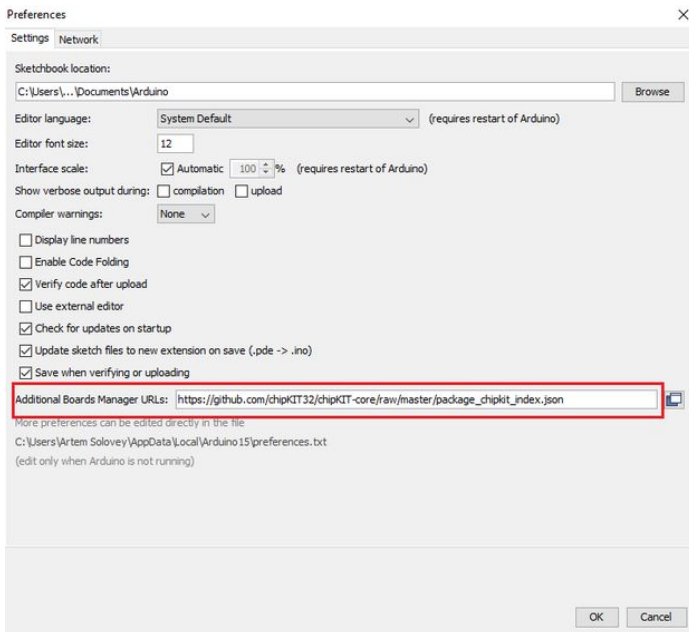 Preferences
Settings Network
Sketchbook location:
C:\Users\...\Documents\Arduino Browse
Editor language: System Default (requires restart of Arduino)
Editor font size: 12
Interface scale: Automatic 100 % (requires restart of Arduino)
Show verbose output during: compilation upload
Compiler warnings: None
Display line numbers
Enable Code Folding
Verify code after upload
Use external editor
Check for updates on startup
Update sketch files to new extension on save (.pde -> .ino)
Save when verifying or uploading
Additional Boards Manager URLs: https://github.com/chipKIT32/chipKIT-core/raw/master/package_chipkit_index.json
More preferences can be edited directly in the file
C:\Users\Artem Solovey\AppData\Local\Arduino15\preferences.txt
(edit only when Arduino is not running)
OK Cancel